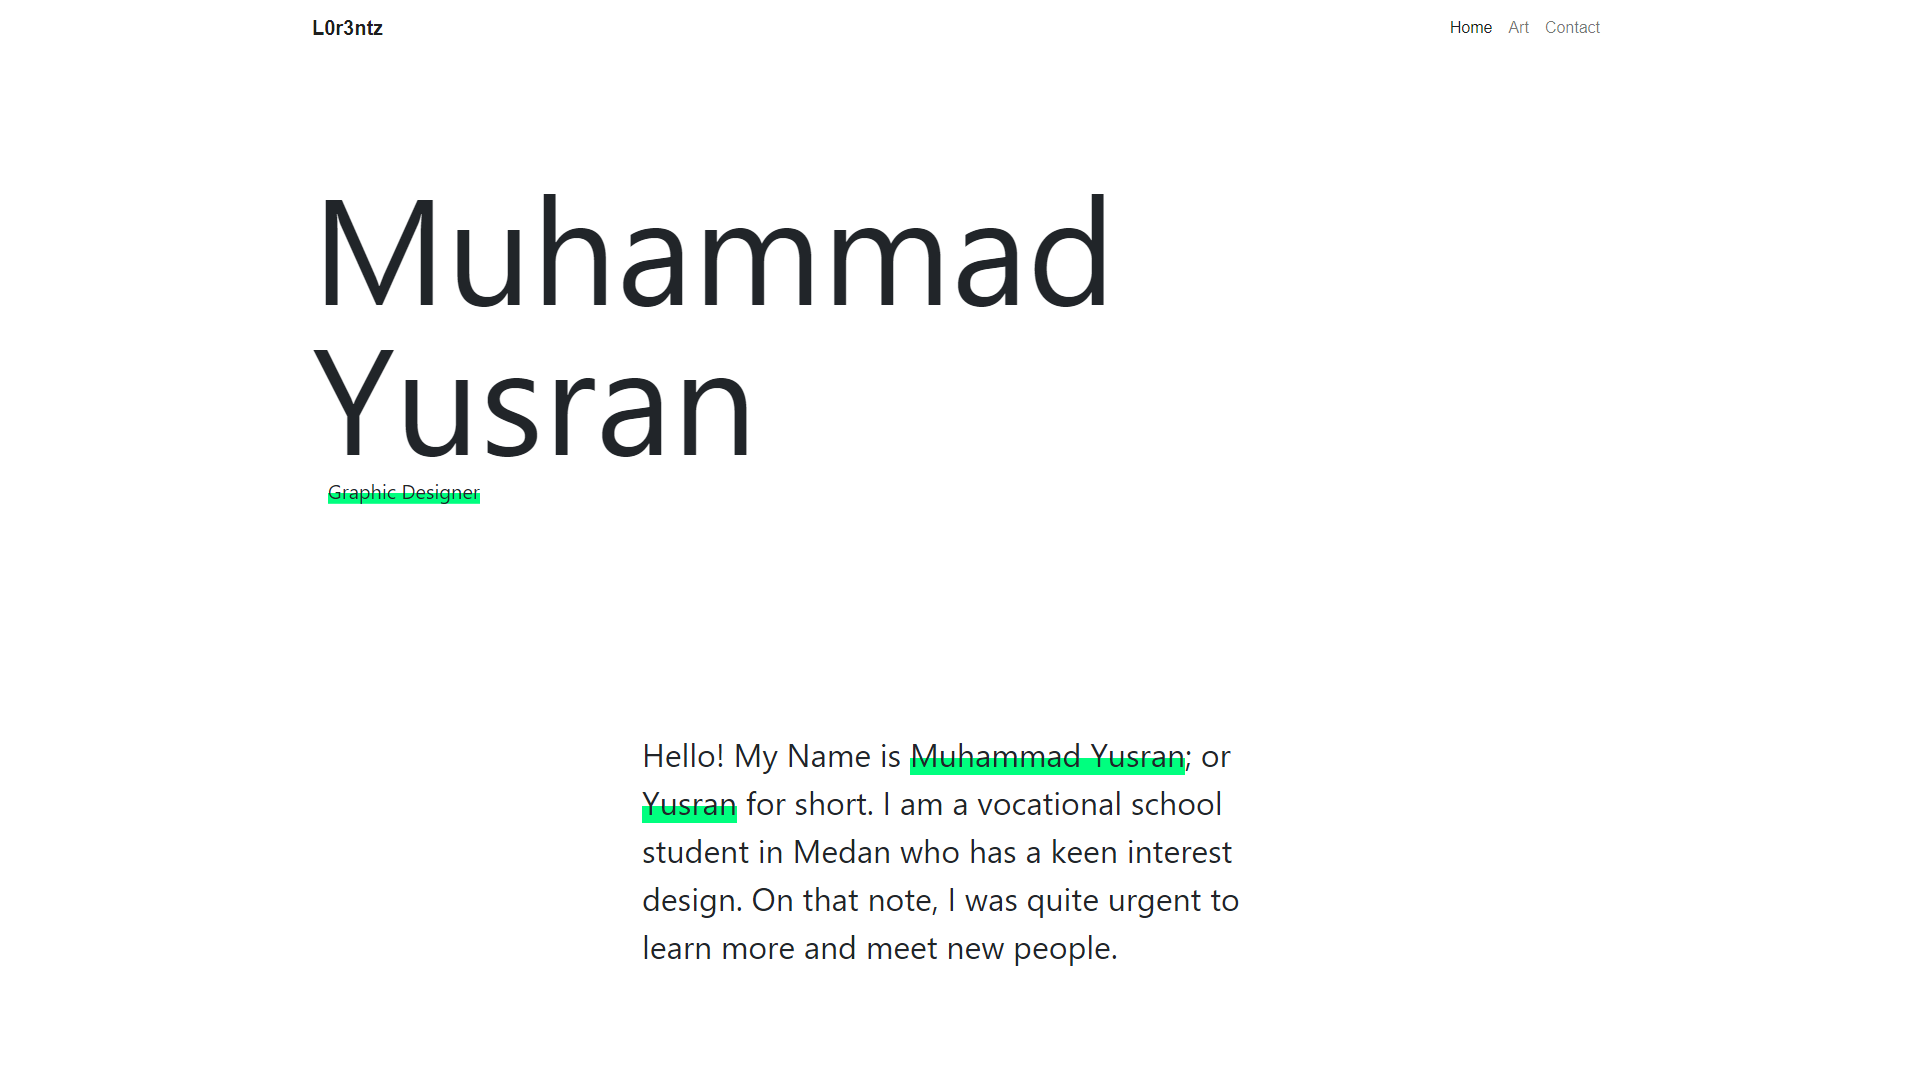 L0r3ntz
Home Art Contact
Muhammad
Yusran
Graphic Designer
Hello! My Name is Muhammad Yusran; or
Yusran for short. I am a vocational school
student in Medan who has a keen interest
design. On that note, I was quite urgent to
learn more and meet new people.